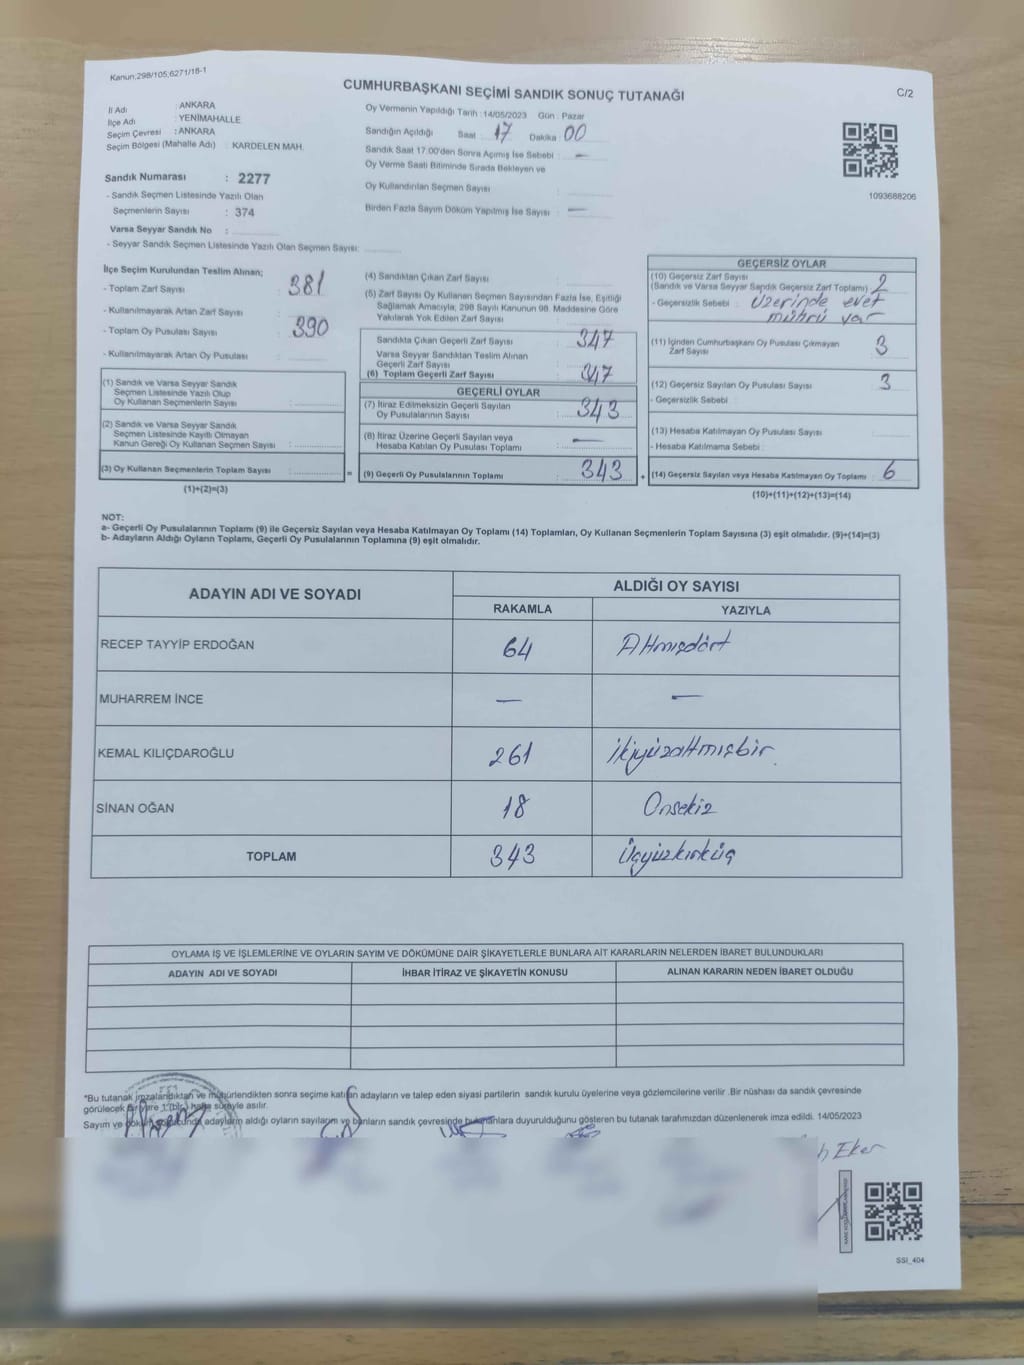 Kanun:298/105,6271/18-1
CUMHURBAŞKANI SEÇİMİ SANDIK SONUÇ TUTANAĞI
C/2
İl Adı : ANKARA
İlçe Adı : YENİMAHALLE
Seçim Çevresi : ANKARA
Seçim Bölgesi (Mahalle Adı) : KARDELEN MAH.
Sandık Numarası : 2277
- Sandık Seçmen Listesinde Yazılı Olan
Seçmenlerin Sayısı : 374
Varsa Seyyar Sandık No :
- Seyyar Sandık Seçmen Listesinde Yazılı Olan Seçmen Sayısı:
Oy Vermenin Yapıldığı Tarih : 14/05/2023 Gün : Pazar
Sandığın Açıldığı Saat 17 Dakika 00
Sandık Saat 17.00'den Sonra Açmış İse Sebebi : —
Oy Verme Saati Bitiminde Sırada Bekleyen ve
Oy Kullandırılan Seçmen Sayısı :
Birden Fazla Sayım Döküm Yapılmış İse Sayısı : —
1093688206
İlçe Seçim Kurulundan Teslim Alınan;
- Toplam Zarf Sayısı : 381
- Kullanılmayarak Artan Zarf Sayısı :
- Toplam Oy Pusulası Sayısı : 390
- Kullanılmayarak Artan Oy Pusulası :
(1) Sandık ve Varsa Seyyar Sandık
Seçmen Listesinde Yazılı Olup
Oy Kullanan Seçmenlerin Sayısı :
(2) Sandık ve Varsa Seyyar Sandık
Seçmen Listesinde Kayıtlı Olmayan
Kanun Gereği Oy Kullanan Seçmen Sayısı :
(3) Oy Kullanan Seçmenlerin Toplam Sayısı :
(1)+(2)=(3)
(4) Sandıktan Çıkan Zarf Sayısı :
(5) Zarf Sayısı Oy Kullanan Seçmen Sayısından Fazla İse, Eşitliği
Sağlamak Amacıyla, 298 Sayılı Kanunun 98. Maddesine Göre
Yakılarak Yok Edilen Zarf Sayısı :
Sandıkta Çıkan Geçerli Zarf Sayısı : 347
Varsa Seyyar Sandıktan Teslim Alınan
Geçerli Zarf Sayısı :
(6) Toplam Geçerli Zarf Sayısı : 347
GEÇERLİ OYLAR
(7) İtiraz Edilmeksizin Geçerli Sayılan
Oy Pusulalarının Sayısı : 343
(8) İtiraz Üzerine Geçerli Sayılan veya
Hesaba Katılan Oy Pusulası Toplamı : —
= (9) Geçerli Oy Pusulalarının Toplamı : 343
GEÇERSİZ OYLAR
(10) Geçersiz Zarf Sayısı
(Sandık ve Varsa Seyyar Sandık Geçersiz Zarf Toplamı) : 2
- Geçersizlik Sebebi : Üzerinde evet
mührü var
(11) İçinden Cumhurbaşkanı Oy Pusulası Çıkmayan
Zarf Sayısı : 3
(12) Geçersiz Sayılan Oy Pusulası Sayısı : 3
- Geçersizlik Sebebi :
(13) Hesaba Katılmayan Oy Pusulası Sayısı :
- Hesaba Katılmama Sebebi :
+ (14) Geçersiz Sayılan veya Hesaba Katılmayan Oy Toplamı : 6
(10)+(11)+(12)+(13)=(14)
NOT:
a- Geçerli Oy Pusulalarının Toplamı (9) ile Geçersiz Sayılan veya Hesaba Katılmayan Oy Toplamı (14) Toplamları, Oy Kullanan Seçmenlerin Toplam Sayısına (3) eşit olmalıdır. (9)+(14)=(3)
b- Adayların Aldığı Oyların Toplamı, Geçerli Oy Pusulalarının Toplamına (9) eşit olmalıdır.
ADAYIN ADI VE SOYADI
ALDIĞI OY SAYISI
RAKAMLA YAZIYLA
RECEP TAYYİP ERDOĞAN 64 Altmışdört
MUHARREM İNCE — —
KEMAL KILIÇDAROĞLU 261 İkiyüzaltmışbir
SİNAN OĞAN 18 Onsekiz
TOPLAM 343 Üçyüzkırküç
OYLAMA İŞ VE İŞLEMLERİNE VE OYLARIN SAYIM VE DÖKÜMÜNE DAİR ŞİKAYETLERLE BUNLARA AİT KARARLARIN NELERDEN İBARET BULUNDUKLARI
ADAYIN ADI VE SOYADI İHBAR İTİRAZ VE ŞİKAYETİN KONUSU ALINAN KARARIN NEDEN İBARET OLDUĞU
*Bu tutanak imzalandıktan ve mühürlendikten sonra seçime katılan adayların ve talep eden siyasi partilerin sandık kurulu üyelerine veya gözlemcilerine verilir .Bir nüshası da sandık çevresinde
görülecek bir yere 1 (bir) hafta süreyle asılır.
Sayım ve döküm sonucunda adayların aldığı oyların sayılarını ve bunların sandık çevresinde bulunanlara duyurulduğunu gösteren bu tutanak tarafımızdan düzenlenerek imza edildi. 14/05/2023
Eker
SSİ_404